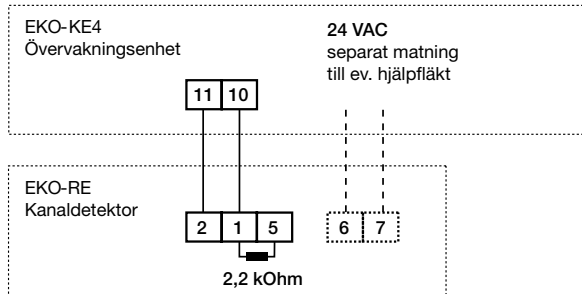 EKO-KE4
Övervakningsenhet
24 VAC
separat matning
till ev. hjälpfläkt
11 10
EKO-RE
Kanaldetektor
2 1 5
6 7
2,2 kOhm